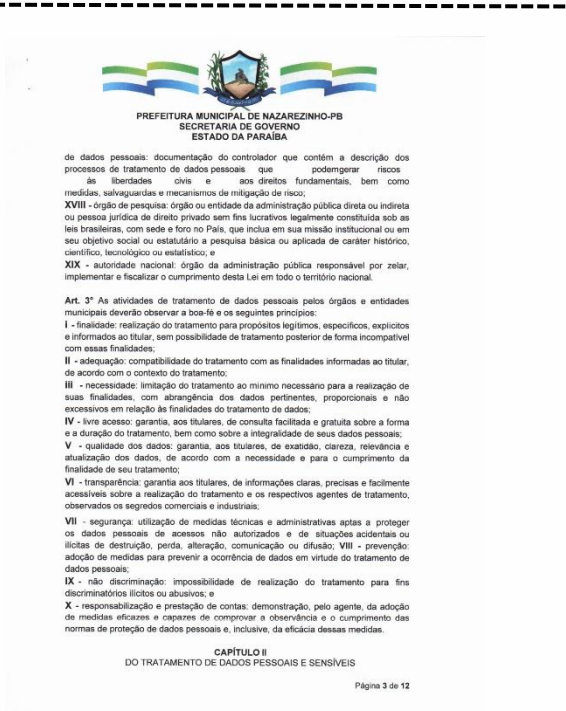 PREFEITURA MUNICIPAL DE NAZAREZINHO-PB
SECRETARIA DE GOVERNO
ESTADO DA PARAÍBA
de dados pessoais: documentação do controlador que contém a descrição dos
processos de tratamento de dados pessoais que podemgerar riscos
às liberdades civis e aos direitos fundamentais, bem como
medidas, salvaguardas e mecanismos de mitigação de risco;
XVIII - órgão de pesquisa: órgão ou entidade da administração pública direta ou indireta
ou pessoa jurídica de direito privado sem fins lucrativos legalmente constituída sob as
leis brasileiras, com sede e foro no País, que inclua em sua missão institucional ou em
seu objetivo social ou estatutário a pesquisa básica ou aplicada de caráter histórico,
científico, tecnológico ou estatístico; e
XIX - autoridade nacional: órgão da administração pública responsável por zelar,
implementar e fiscalizar o cumprimento desta Lei em todo o território nacional.
Art. 3° As atividades de tratamento de dados pessoais pelos órgãos e entidades
municipais deverão observar a boa-fé e os seguintes princípios:
I - finalidade: realização do tratamento para propósitos legítimos, específicos, explícitos
e informados ao titular, sem possibilidade de tratamento posterior de forma incompatível
com essas finalidades;
II - adequação: compatibilidade do tratamento com as finalidades informadas ao titular,
de acordo com o contexto do tratamento;
III - necessidade: limitação do tratamento ao mínimo necessário para a realização de
suas finalidades, com abrangência dos dados pertinentes, proporcionais e não
excessivos em relação às finalidades do tratamento de dados;
IV - livre acesso: garantia, aos titulares, de consulta facilitada e gratuita sobre a forma
e a duração do tratamento, bem como sobre a integralidade de seus dados pessoais;
V - qualidade dos dados: garantia, aos titulares, de exatidão, clareza, relevância e
atualização dos dados, de acordo com a necessidade e para o cumprimento da
finalidade de seu tratamento;
VI - transparência: garantia aos titulares, de informações claras, precisas e facilmente
acessíveis sobre a realização do tratamento e os respectivos agentes de tratamento,
observados os segredos comerciais e industriais;
VII - segurança: utilização de medidas técnicas e administrativas aptas a proteger
os dados pessoais de acessos não autorizados e de situações acidentais ou
ilícitas de destruição, perda, alteração, comunicação ou difusão; VIII - prevenção:
adoção de medidas para prevenir a ocorrência de dados em virtude do tratamento de
dados pessoais;
IX - não discriminação: impossibilidade de realização do tratamento para fins
discriminatórios ilícitos ou abusivos; e
X - responsabilização e prestação de contas: demonstração, pelo agente, da adoção
de medidas eficazes e capazes de comprovar a observância e o cumprimento das
normas de proteção de dados pessoais e, inclusive, da eficácia dessas medidas.
CAPÍTULO II
DO TRATAMENTO DE DADOS PESSOAIS E SENSÍVEIS
Página 3 de 12